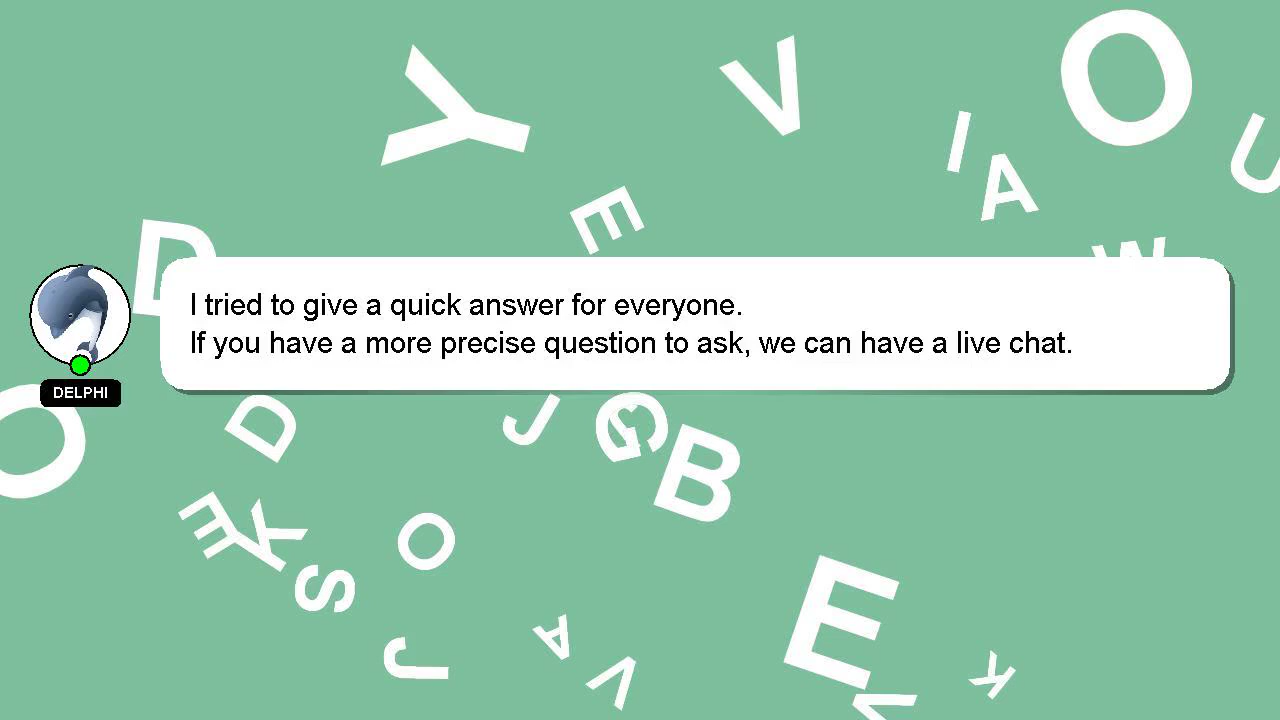 Y
V
O
I
A
U
E
D
W
I tried to give a quick answer for everyone.
If you have a more precise question to ask, we can have a live chat.
DELPHI
O
D
J
G
B
E
K
O
S
E
A
J
V
K
V